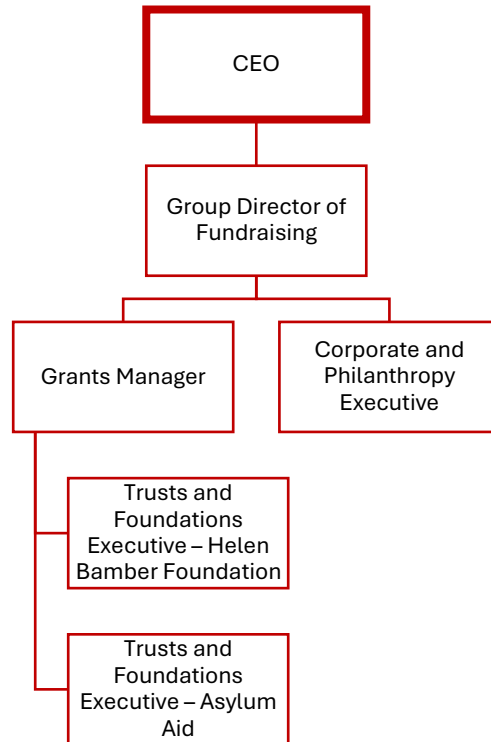 CEO
Group Director of
Fundraising
Grants Manager
Corporate and
Philanthropy
Executive
Trusts and
Foundations
Executive – Helen
Bamber Foundation
Trusts and
Foundations
Executive – Asylum
Aid